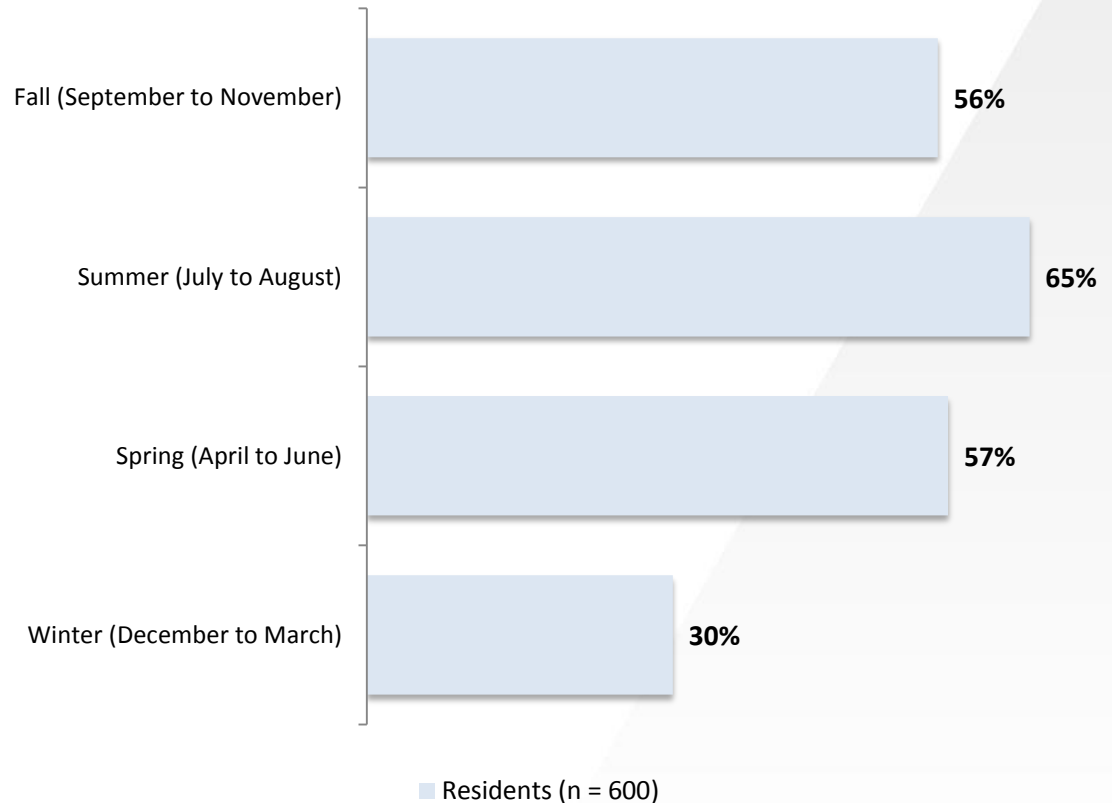 Fall (September to November)
56%
Summer (July to August)
65%
Spring (April to June)
57%
Winter (December to March)
30%
Residents (n = 600)